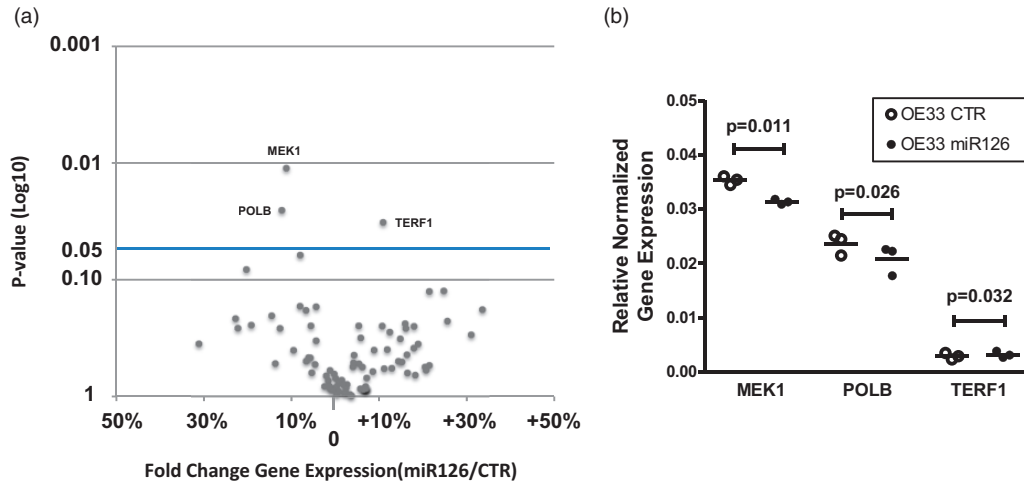 (a)
0.001
0.01
0.05
0.10
1
P-value (Log10)
MEK1
POLB
TERF1
50%
30%
10%
0
+10%
+30%
+50%
Fold Change Gene Expression(miR126/CTR)
(b)
OE33 CTR
OE33 miR126
0.05
0.04
0.03
0.02
0.01
0.00
Relative Normalized
Gene Expression
p=0.011
p=0.026
p=0.032
MEK1
POLB
TERF1